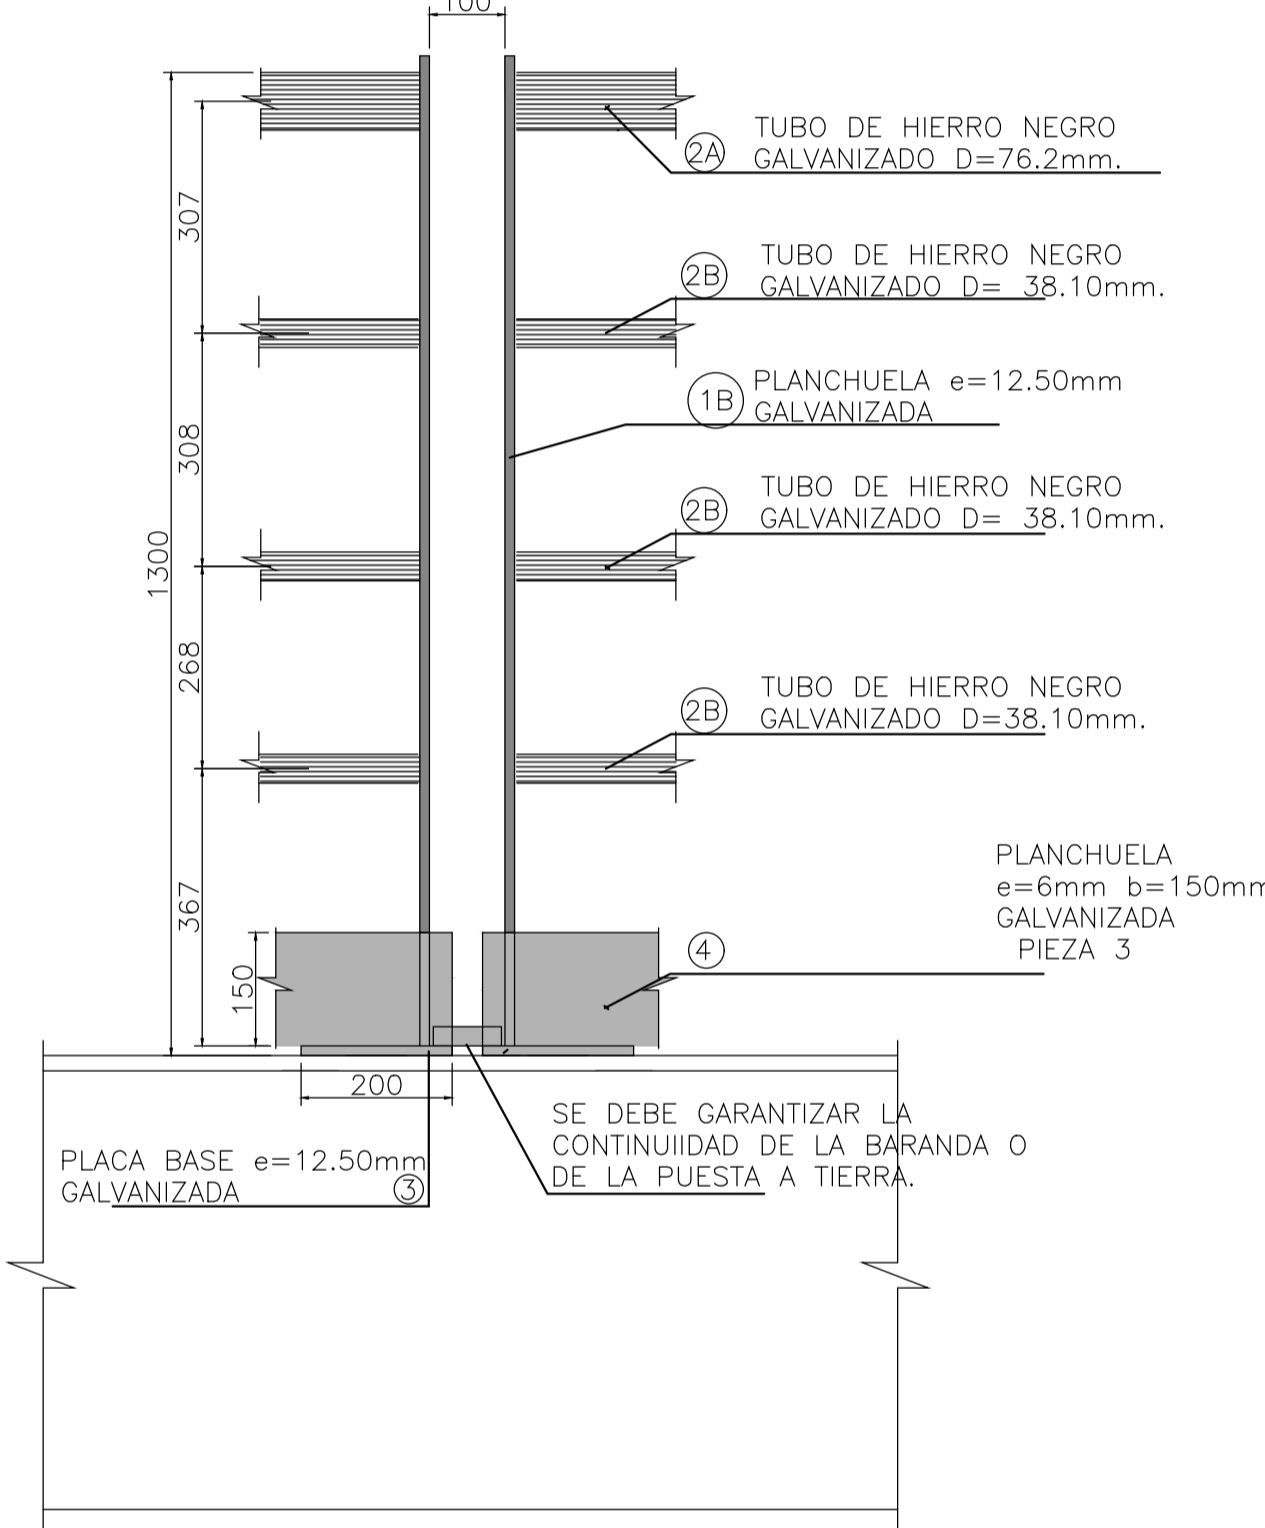 100
TUBO DE HIERRO NEGRO
2A GALVANIZADO D=76.2mm.
307
TUBO DE HIERRO NEGRO
2B GALVANIZADO D= 38.10mm.
PLANCHUELA e=12.50mm
1B GALVANIZADA
308
TUBO DE HIERRO NEGRO
2B GALVANIZADO D= 38.10mm.
1300
268
TUBO DE HIERRO NEGRO
2B GALVANIZADO D=38.10mm.
367
PLANCHUELA
e=6mm b=150mm
GALVANIZADA
PIEZA 3
4
150
200
SE DEBE GARANTIZAR LA
CONTINUIIDAD DE LA BARANDA O
DE LA PUESTA A TIERRA.
PLACA BASE e=12.50mm
GALVANIZADA 3